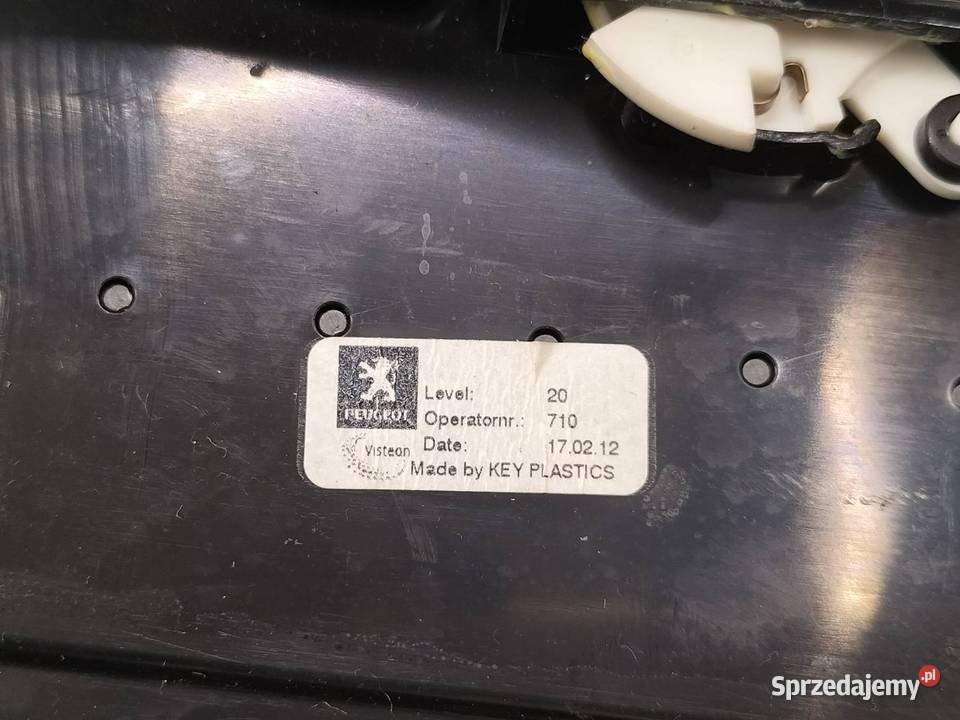 PEUGEOT
Level: 20
Operatornr.: 710
Visteon
Date: 17.02.12
Made by KEY PLASTICS
Sprzedajemy.pl